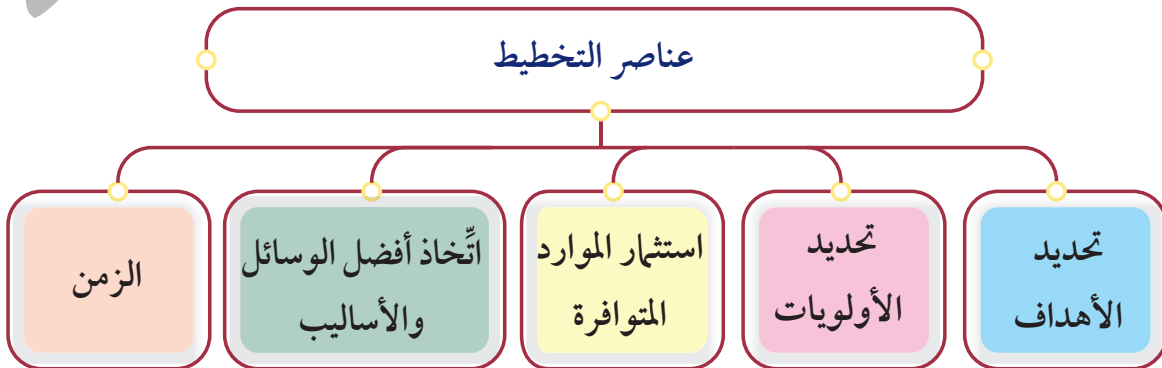 عناصر التخطيط
تحديد
الأهداف
تحديد
الأولويات
استثمار الموارد
المتوافرة
اتِّخاذ أفضل الوسائل
والأساليب
الزمن